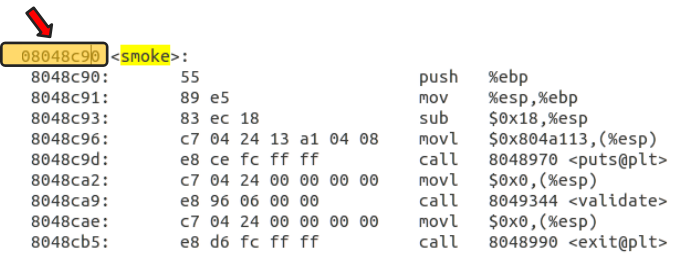 08048c90 <smoke>:
8048c90: 55 push %ebp
8048c91: 89 e5 mov %esp,%ebp
8048c93: 83 ec 18 sub $0x18,%esp
8048c96: c7 04 24 13 a1 04 08 movl $0x804a113,(%esp)
8048c9d: e8 ce fc ff ff call 8048970 <puts@plt>
8048ca2: c7 04 24 00 00 00 00 movl $0x0,(%esp)
8048ca9: e8 96 06 00 00 call 8049344 <validate>
8048cae: c7 04 24 00 00 00 00 movl $0x0,(%esp)
8048cb5: e8 d6 fc ff ff call 8048990 <exit@plt>